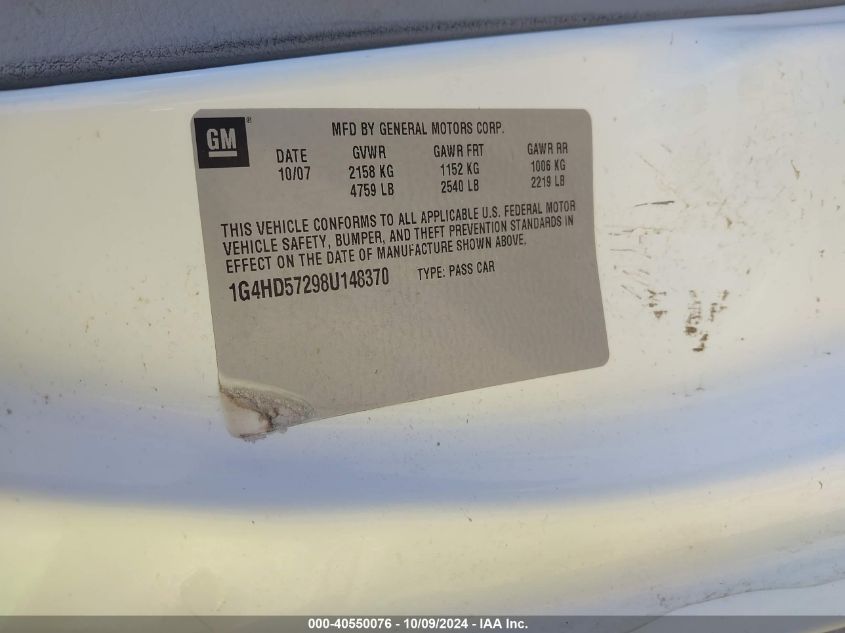 GM ®
MFD BY GENERAL MOTORS CORP.
DATE GVWR GAWR FRT GAWR RR
10/07 2158 KG 1152 KG 1006 KG
4759 LB 2540 LB 2219 LB
THIS VEHICLE CONFORMS TO ALL APPLICABLE U.S. FEDERAL MOTOR
VEHICLE SAFETY, BUMPER, AND THEFT PREVENTION STANDARDS IN
EFFECT ON THE DATE OF MANUFACTURE SHOWN ABOVE.
1G4HD57298U148370 TYPE: PASS CAR
000-40550076 - 10/09/2024 - IAA Inc.